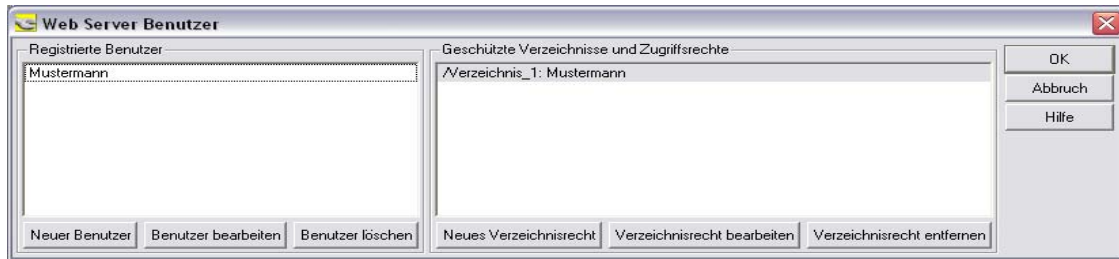 Web Server Benutzer
Registrierte Benutzer
Mustermann
Neuer Benutzer
Benutzer bearbeiten
Benutzer löschen
Geschützte Verzeichnisse und Zugriffsrechte
/Verzeichnis_1: Mustermann
Neues Verzeichnisrecht
Verzeichnisrecht bearbeiten
Verzeichnisrecht entfernen
OK
Abbruch
Hilfe